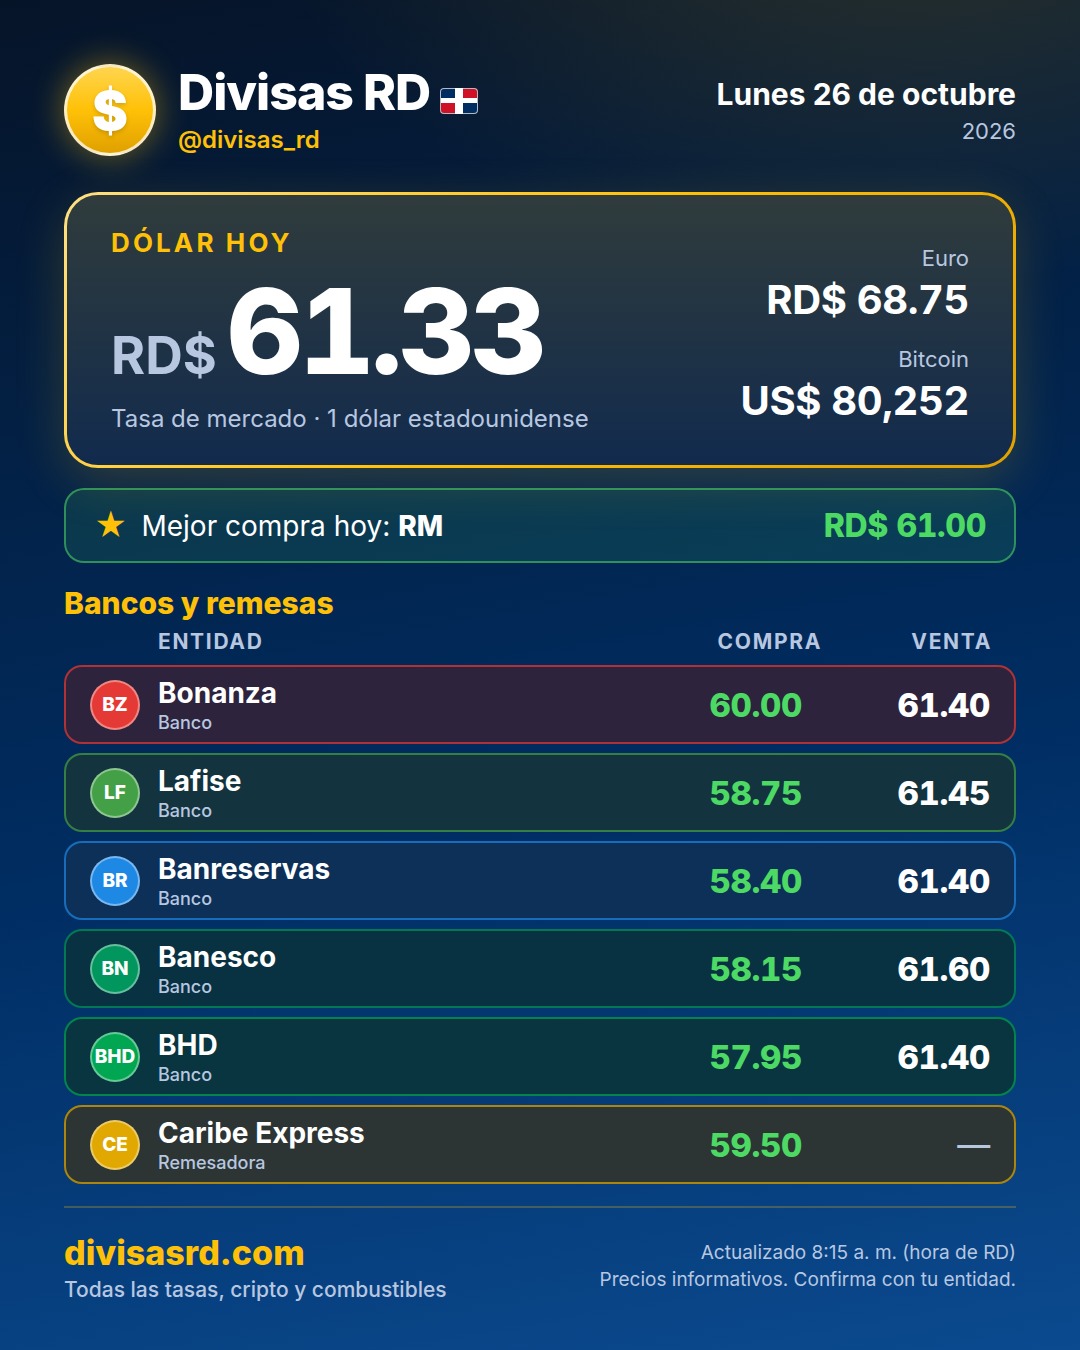 $
Divisas RD
@divisas_rd
Lunes 26 de octubre
2026
DÓLAR HOY
RD$ 61.33
Tasa de mercado · 1 dólar estadounidense
Euro
RD$ 68.75
Bitcoin
US$ 80,252
★ Mejor compra hoy: RM RD$ 61.00
Bancos y remesas
ENTIDAD COMPRA VENTA
BZ Bonanza 60.00 61.40
Banco
LF Lafise 58.75 61.45
Banco
BR Banreservas 58.40 61.40
Banco
BN Banesco 58.15 61.60
Banco
BHD BHD 57.95 61.40
Banco
CE Caribe Express 59.50 —
Remesadora
divisasrd.com
Todas las tasas, cripto y combustibles
Actualizado 8:15 a. m. (hora de RD)
Precios informativos. Confirma con tu entidad.